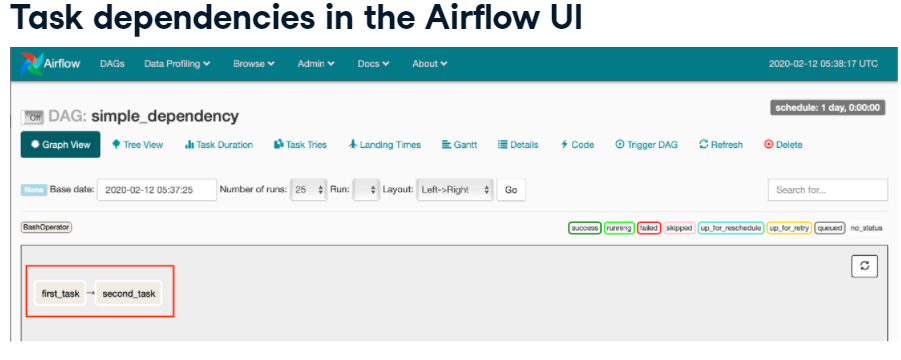 Task dependencies in the Airflow UI
Airflow DAGs Data Profiling Browse Admin Docs About 2020-02-12 05:38:17 UTC
Off DAG: simple_dependency schedule: 1 day, 0:00:00
Graph View Tree View Task Duration Task Tries Landing Times Gantt Details Code Trigger DAG Refresh Delete
None Base date: 2020-02-12 05:37:25 Number of runs: 25 Run: Layout: Left->Right Go Search for...
BashOperator success running failed skipped up_for_reschedule up_for_retry queued no_status
first_task → second_task